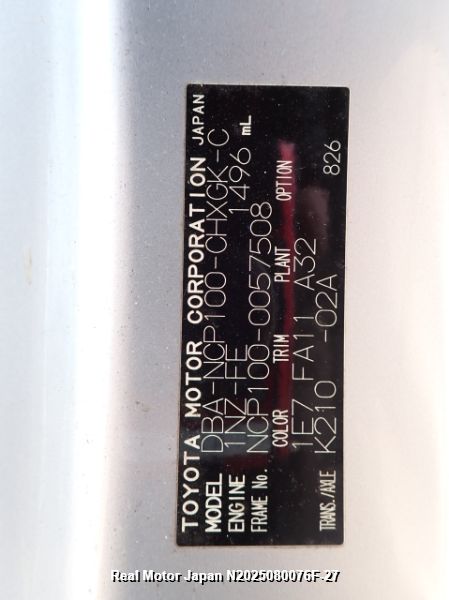 TOYOTA MOTOR CORPORATION JAPAN
MODEL DBA-NCP100-CHXGK-C
ENGINE 1NZ-FE 1496 mL
FRAME No. NCP100-0057508
COLOR TRIM PLANT OPTION
1E7 FA11 A32
TRANS./AXLE K210 -02A 826
Real Motor Japan N2025080076F-27